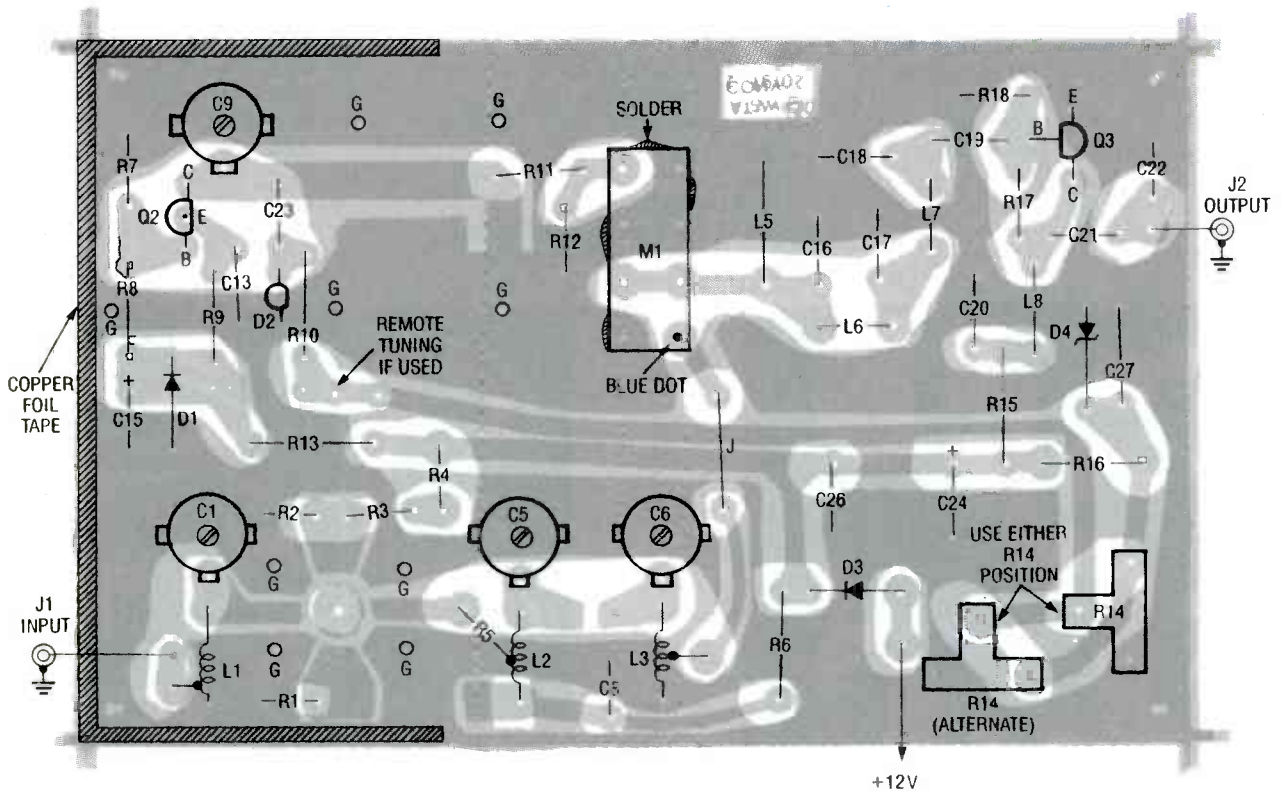 C9
G
G
SOLDER
R18
E
B
Q3
C19
C18
R7
C
R11
C
C22
J2
OUTPUT
Q2
E
C23
R12
M1
L5
C16
C17
L7
R17
C21
B
C13
R8
R9
D2
R10
G
G
G
REMOTE
TUNING
IF USED
L6
C20
L8
D4
C27
BLUE DOT
COPPER
FOIL
TAPE
+
C15
D1
R15
R13
R4
J
C26
+
C24
R16
C1
R2
R3
C5
C6
USE EITHER
R14
POSITION
G
G
D3
R14
J1
INPUT
L1
G
G
R5
L2
L3
R6
R1
R14
(ALTERNATE)
+12V